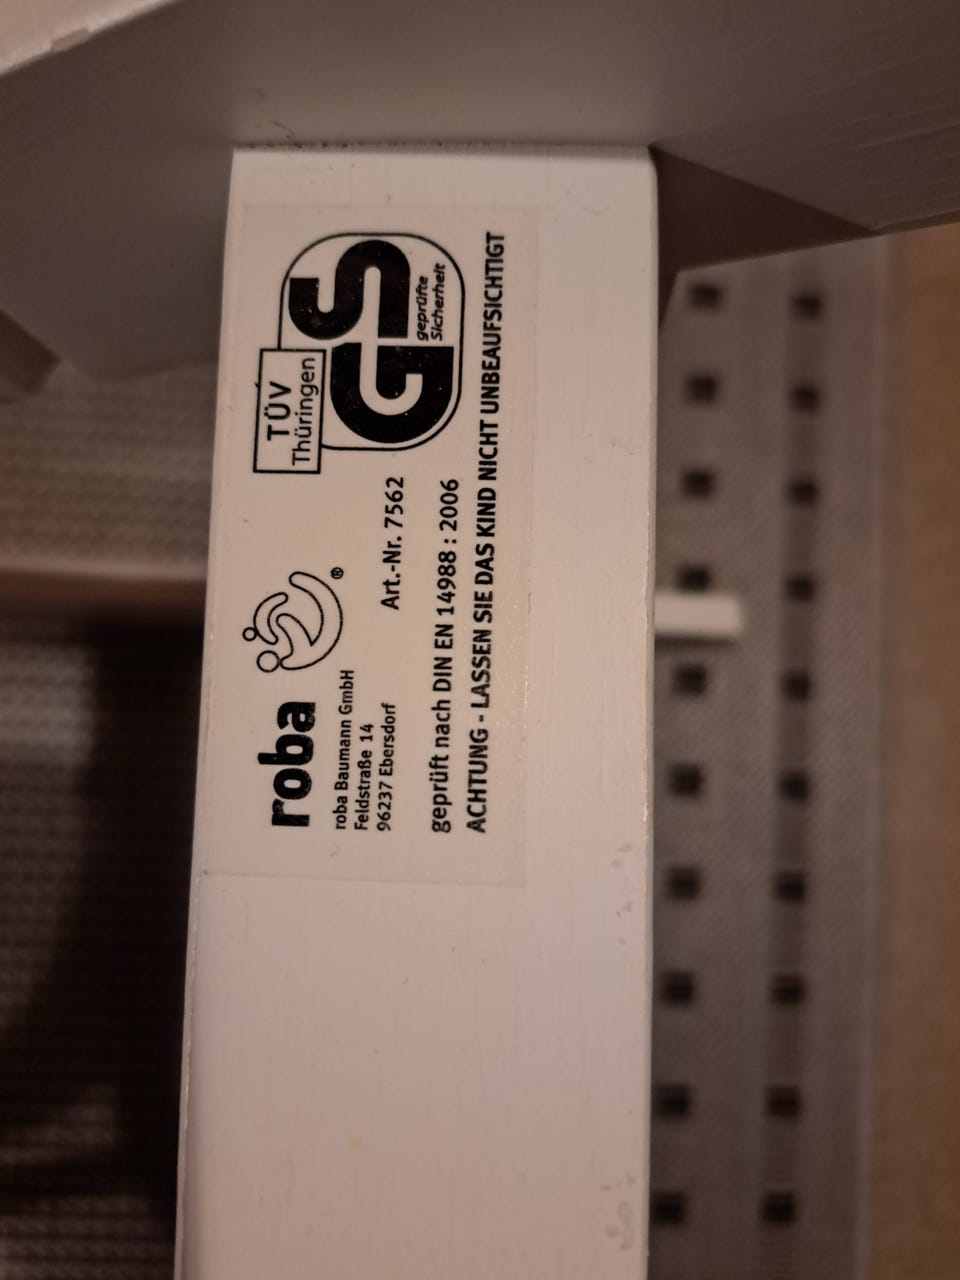 roba ®
roba Baumann GmbH
Feldstraße 14
96237 Ebersdorf
Art.-Nr. 7562
TÜV
Thüringen
GS
geprüfte
Sicherheit
geprüft nach DIN EN 14988 : 2006
ACHTUNG - LASSEN SIE DAS KIND NICHT UNBEAUFSICHTIGT